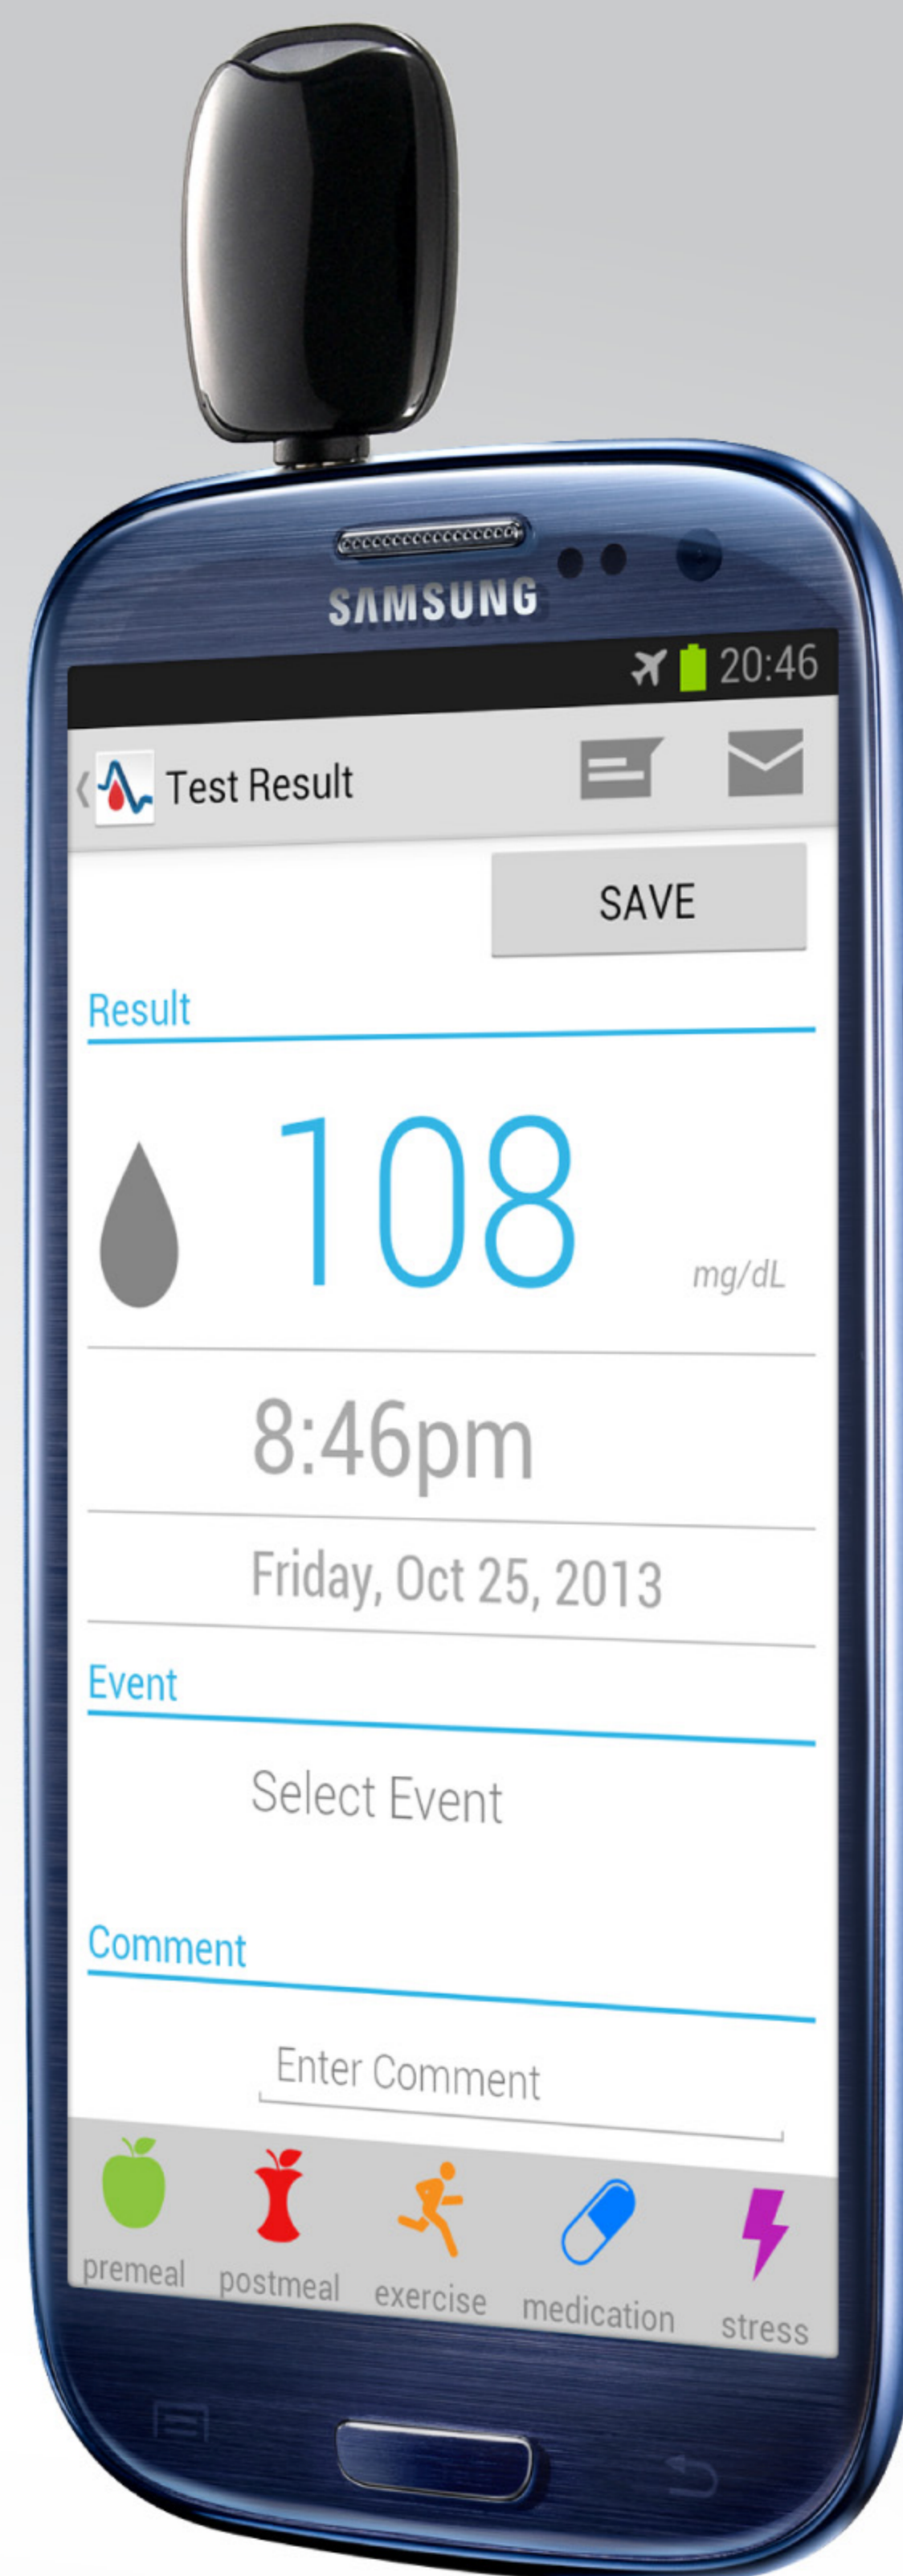 SAMSUNG
20:46
Test Result
SAVE
Result
108
mg/dL
8:46pm
Friday, Oct 25, 2013
Event
Select Event
Comment
Enter Comment
premeal postmeal exercise medication stress